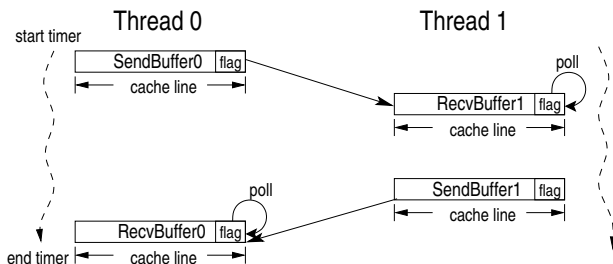 Thread 0
Thread 1
start timer
SendBuffer0 flag
cache line
poll
RecvBuffer1 flag
cache line
poll
SendBuffer1 flag
cache line
RecvBuffer0 flag
end timer
cache line